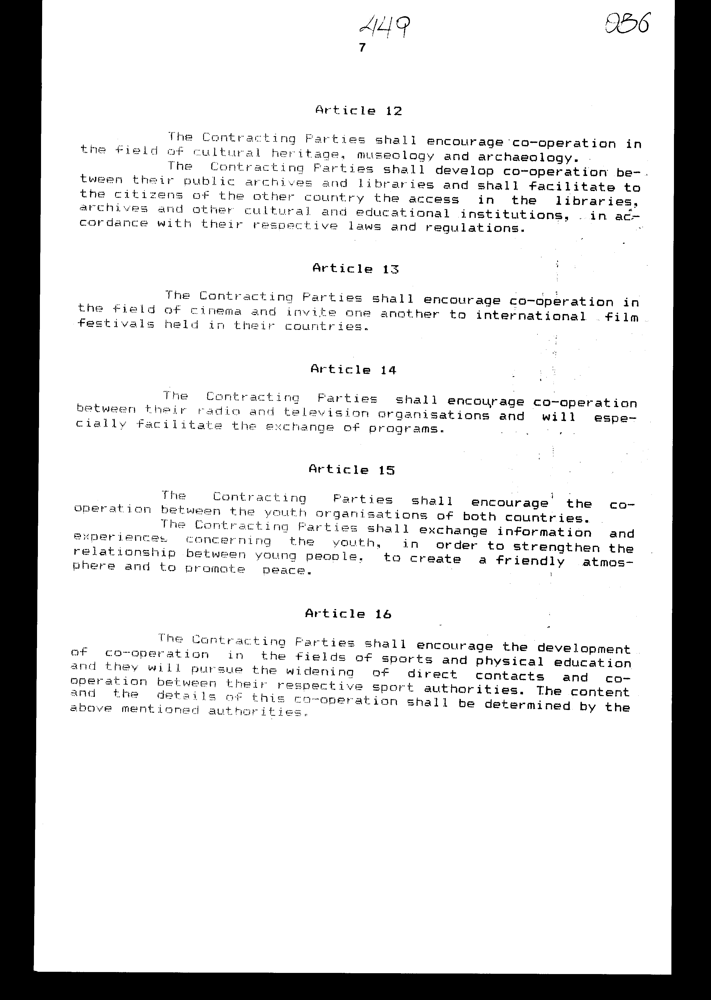 449
036
7
Article 12
The Contracting Parties shall encourage co-operation in
the field of cultural heritage, museology and archaeology.
The Contracting Parties shall develop co-operation be-
tween their public archives and libraries and shall facilitate to
the citizens of the other country the access in the libraries,
archives and other cultural and educational institutions, in ac-
cordance with their respective laws and regulations.
Article 13
The Contracting Parties shall encourage co-operation in
the field of cinema and invite one another to international film
festivals held in their countries.
Article 14
The Contracting Parties shall encourage co-operation
between their radio and television organisations and will espe-
cially facilitate the exchange of programs.
Article 15
The Contracting Parties shall encourage the co-
operation between the youth organisations of both countries.
The Contracting Parties shall exchange information and
experiences concerning the youth, in order to strengthen the
relationship between young people, to create a friendly atmos-
phere and to promote peace.
Article 16
The Contracting Parties shall encourage the development
of co-operation in the fields of sports and physical education
and they will pursue the widening of direct contacts and co-
operation between their respective sport authorities. The content
and the details of this co-operation shall be determined by the
above mentioned authorities.